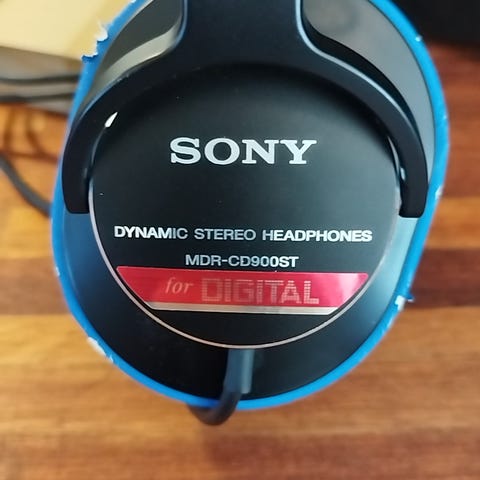 SONY
DYNAMIC STEREO HEADPHONES
MDR-CD900ST
for DIGITAL